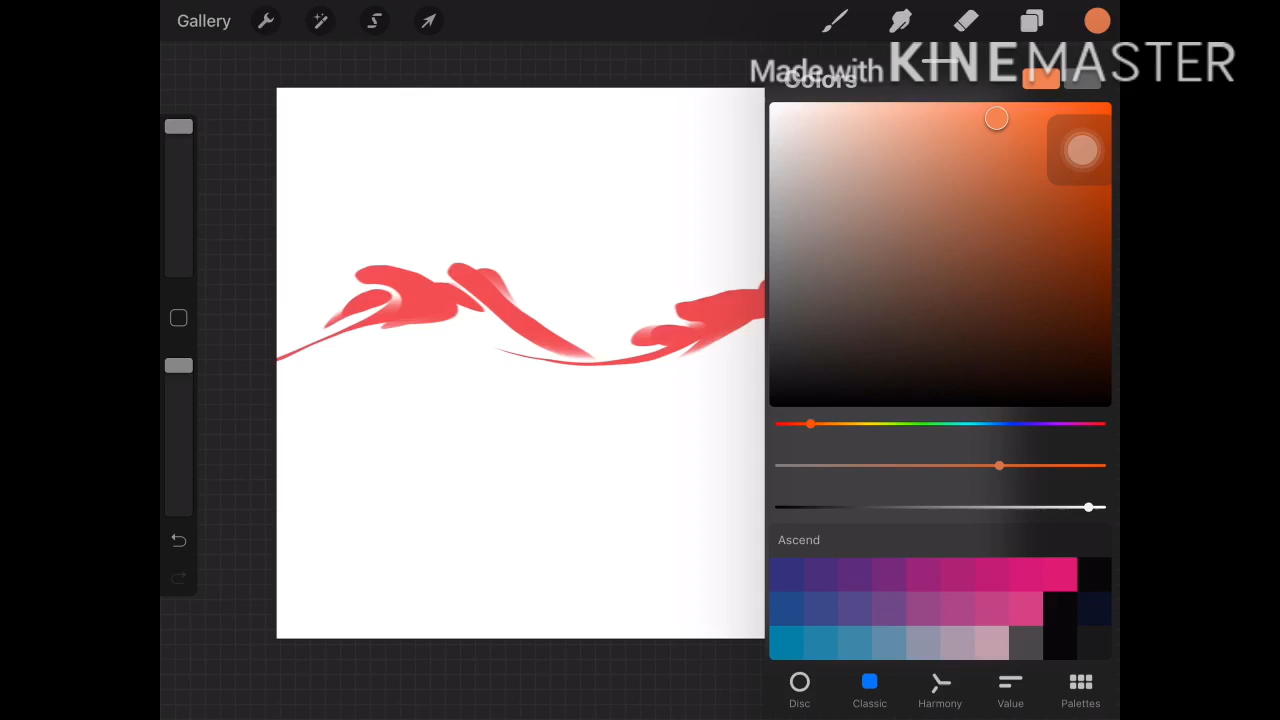 Gallery
Made with KINEMASTER
Colors
Ascend
Disc
Classic
Harmony
Value
Palettes